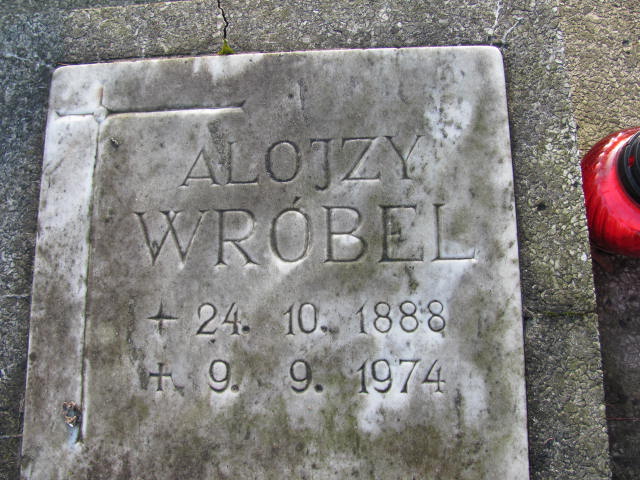 ALOJZY
WRÓBEL
+ 24. 10. 1888
+ 9. 9. 1974